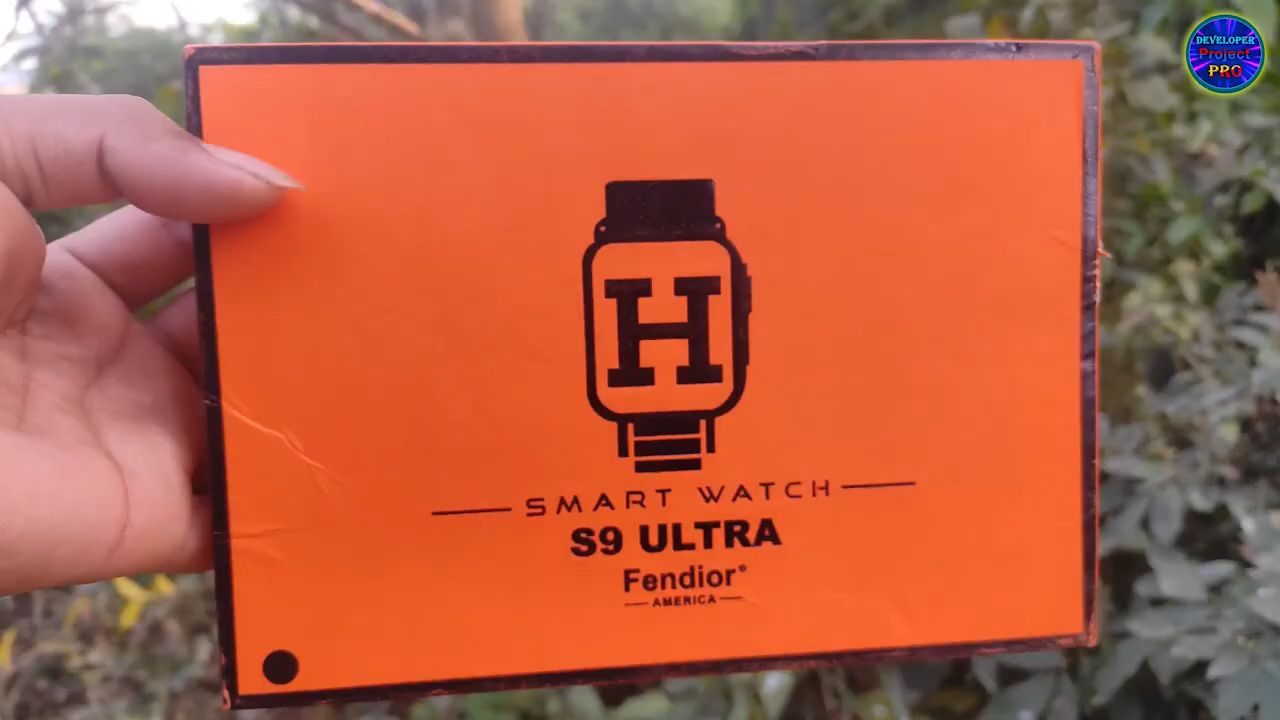 DEVELOPER
Project
PRO
H
SMART WATCH
S9 ULTRA
Fendior°
AMERICA